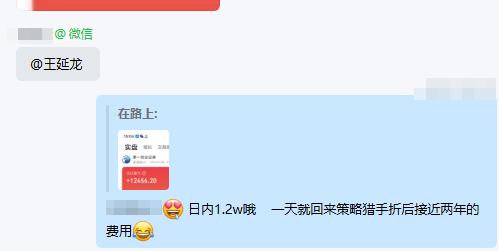 @ 微信
@王延龙
在路上:
实盘
+12456.20
日内1.2w哦 一天就回来策略猎手折后接近两年的
费用